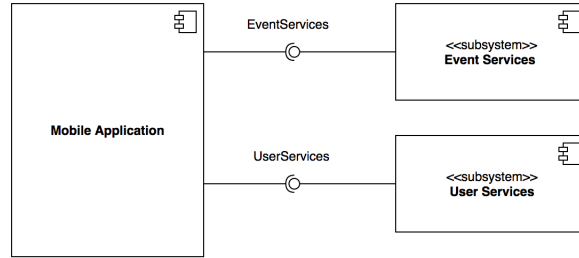 EventServices
<<subsystem>>
Event Services
Mobile Application
UserServices
<<subsystem>>
User Services